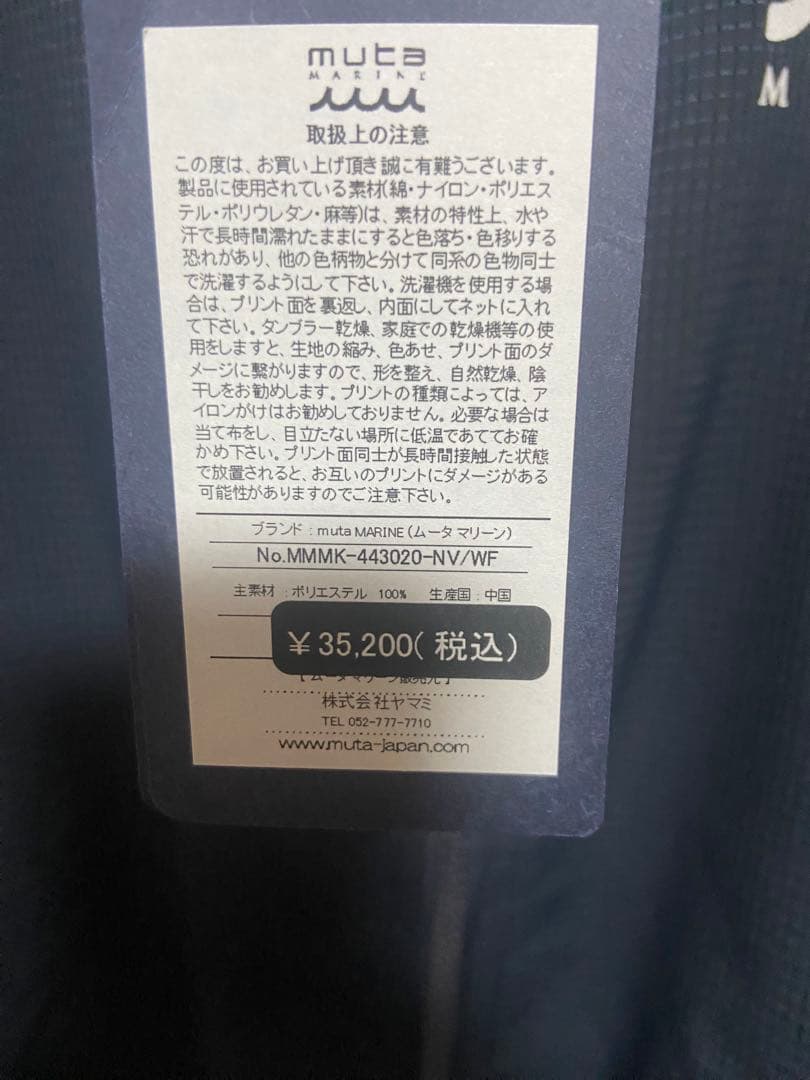 muta
MARINE
取扱上の注意
この度は、お買い上げ頂き誠に有難うございます。
製品に使用されている素材(綿・ナイロン・ポリエス
テル・ポリウレタン・麻等)は、素材の特性上、水や
汗で長時間濡れたままにすると色落ち・色移りする
恐れがあり、他の色柄物と分けて同系の色物同士
で洗濯するようにして下さい。洗濯機を使用する場
合は、プリント面を裏返し、内面にしてネットに入れ
て下さい。タンブラー乾燥、家庭での乾燥機等の使
用をしますと、生地の縮み、色あせ、プリント面のダ
メージに繋がりますので、形を整え、自然乾燥、陰
干しをお勧めします。プリントの種類によっては、ア
イロンがけはお勧めしておりません。必要な場合は
当て布をし、目立たない場所に低温であててお確
かめ下さい。プリント面同士が長時間接触した状態
で放置されると、お互いのプリントにダメージがある
可能性がありますのでご注意下さい。
ブランド : muta MARINE (ムータ マリーン)
No.MMMK-443020-NV/WF
主素材 : ポリエステル 100% 生産国 : 中国
¥35,200(税込)
[ ムータマリーン販売元 ]
株式会社ヤマミ
TEL 052-777-7710
www.muta-japan.com
M